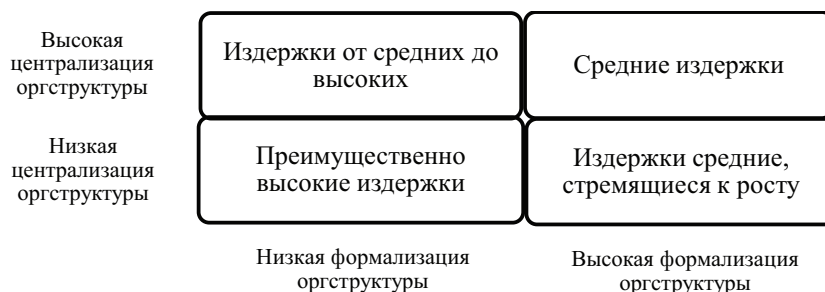 Высокая
централизация
оргструктуры
Издержки от средних до
высоких
Средние издержки
Низкая
централизация
оргструктуры
Преимущественно
высокие издержки
Издержки средние,
стремящиеся к росту
Низкая формализация
оргструктуры
Высокая формализация
оргструктуры